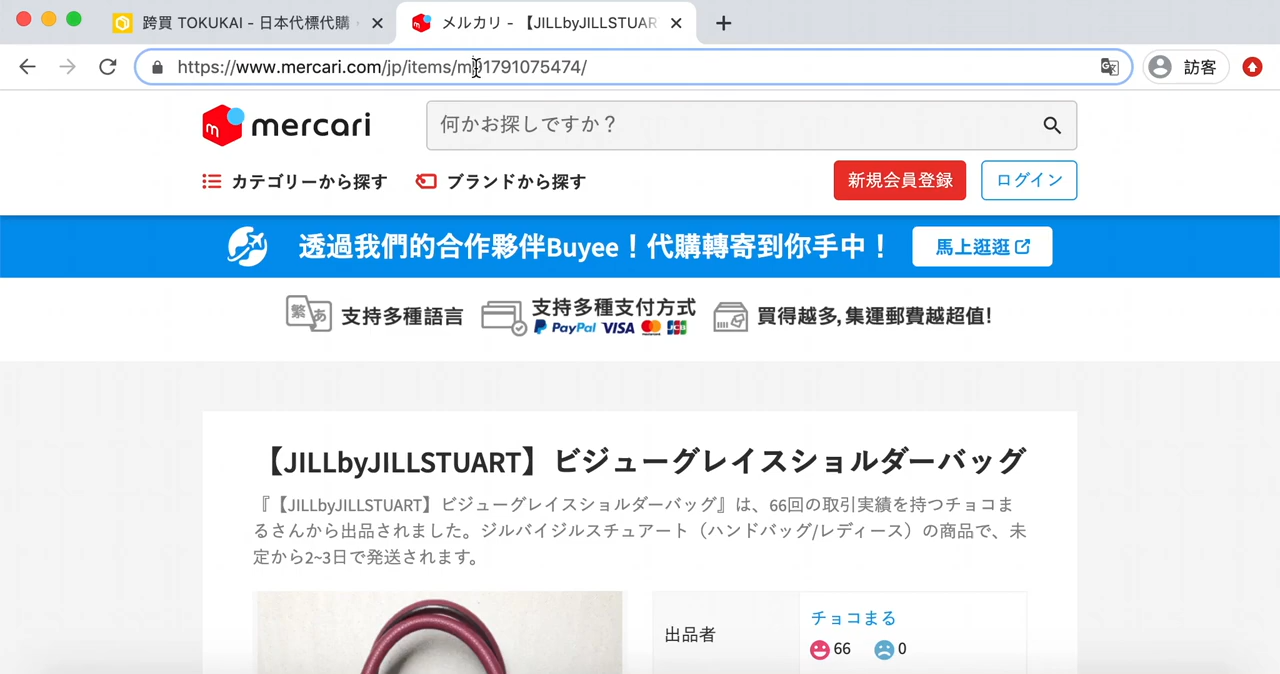 跨買 TOKUKAI - 日本代標代購
メルカリ - 【JILLbyJILLSTUAR
https://www.mercari.com/jp/items/m91791075474/
訪客
mercari
何かお探しですか？
カテゴリーから探す
ブランドから探す
新規会員登録
ログイン
透過我們的合作夥伴Buyee！代購轉寄到你手中！
馬上逛逛
繁 あ
支持多種語言
支持多種支付方式
PayPal VISA JCB
買得越多,集運郵費越超值!
【JILLbyJILLSTUART】ビジューグレイスショルダーバッグ
『【JILLbyJILLSTUART】ビジューグレイスショルダーバッグ』は、66回の取引実績を持つチョコま
るさんから出品されました。ジルバイジルスチュアート（ハンドバッグ/レディース）の商品で、未
定から2~3日で発送されます。
出品者
チョコまる
66
0